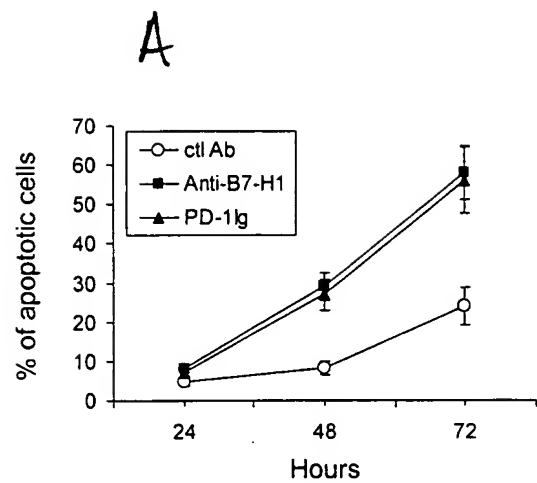 A
70
60
50
40
30
20
10
0
ctl Ab
Anti-B7-H1
PD-1Ig
% of apoptotic cells
24 48 72
Hours